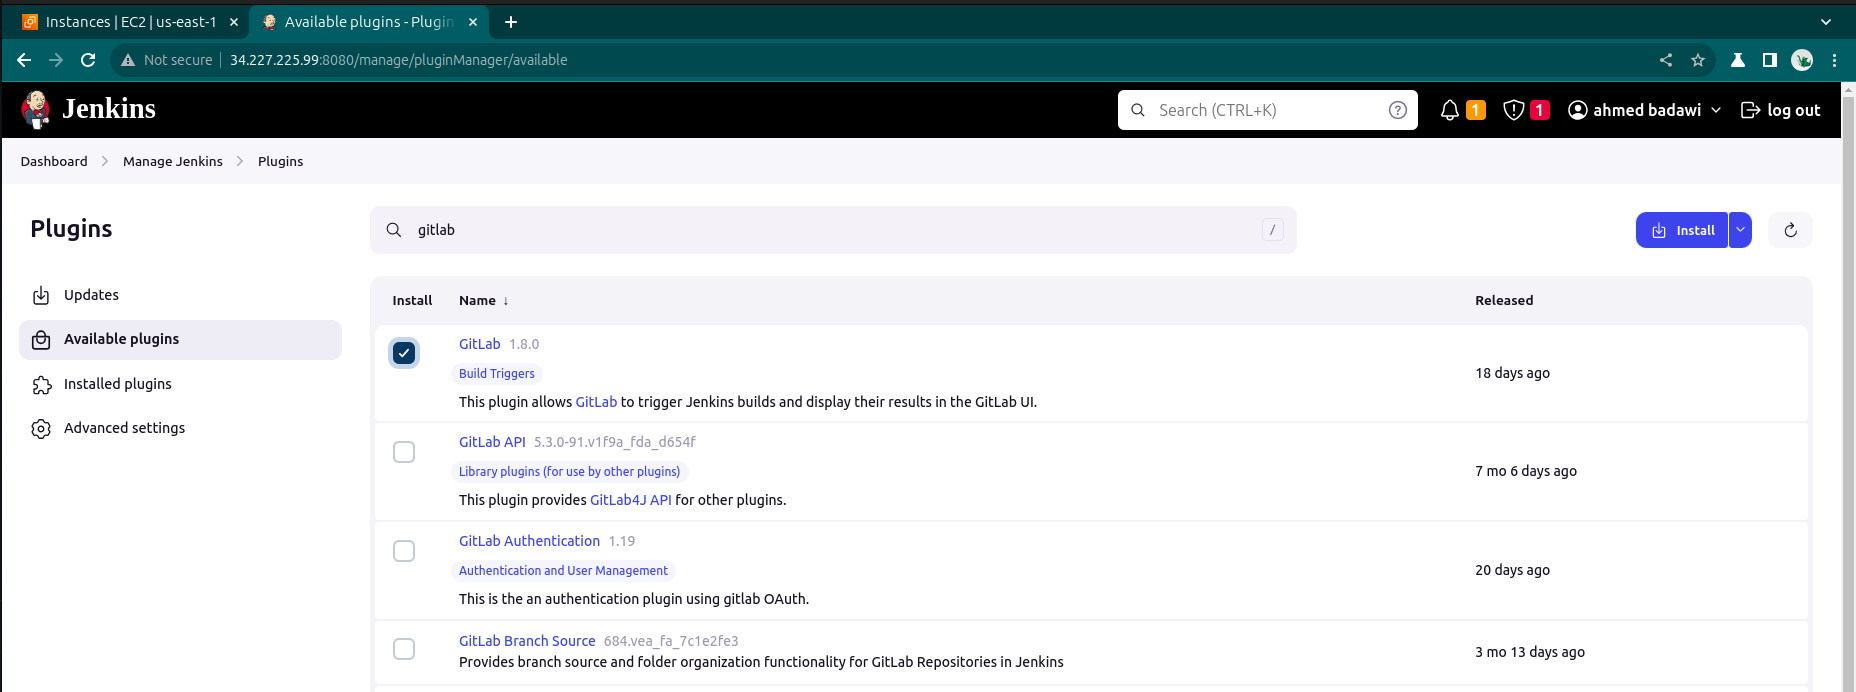 Instances | EC2 | us-east-1
Available plugins - Plugin
Not secure | 34.227.225.99:8080/manage/pluginManager/available
Jenkins
Search (CTRL+K)
?
1
1
ahmed badawi
log out
Dashboard > Manage Jenkins > Plugins
Plugins
gitlab
/
Install
Updates
Available plugins
Installed plugins
Advanced settings
Install Name ↓ Released
GitLab 1.8.0
Build Triggers
18 days ago
This plugin allows GitLab to trigger Jenkins builds and display their results in the GitLab UI.
GitLab API 5.3.0-91.v1f9a_fda_d654f
Library plugins (for use by other plugins)
7 mo 6 days ago
This plugin provides GitLab4J API for other plugins.
GitLab Authentication 1.19
Authentication and User Management
20 days ago
This is the an authentication plugin using gitlab OAuth.
GitLab Branch Source 684.vea_fa_7c1e2fe3
3 mo 13 days ago
Provides branch source and folder organization functionality for GitLab Repositories in Jenkins